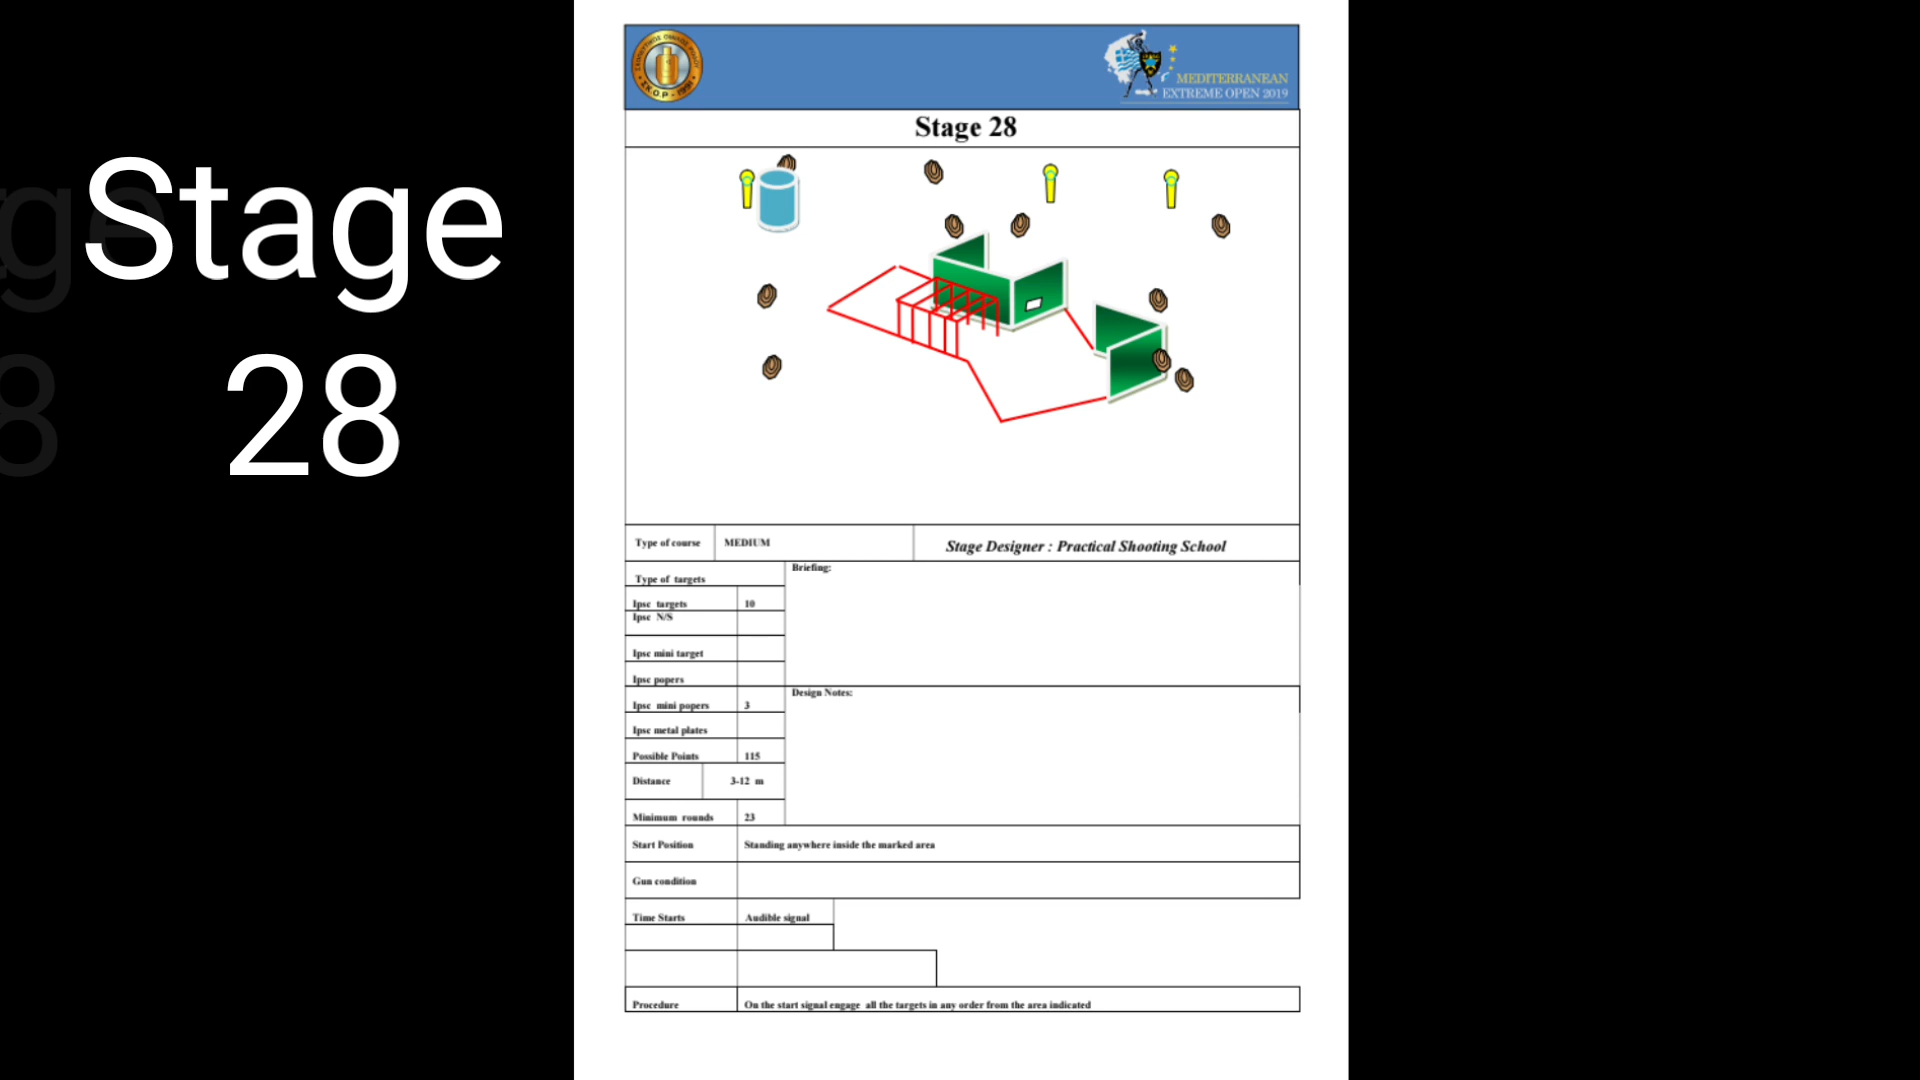 Stage
28
Σ.Κ.Ο.Ρ - 1991
MEDITERRANEAN
EXTREME OPEN 2019
Stage 28
Type of course MEDIUM Stage Designer : Practical Shooting School
Type of targets
Briefing:
Ipsc targets 10
Ipsc N/S
Ipsc mini target
Ipsc popers
Design Notes:
Ipsc mini popers 3
Ipsc metal plates
Possible Points 115
Distance 3-12 m
Minimum rounds 23
Start Position Standing anywhere inside the marked area
Gun condition
Time Starts Audible signal
Procedure On the start signal engage all the targets in any order from the area indicated